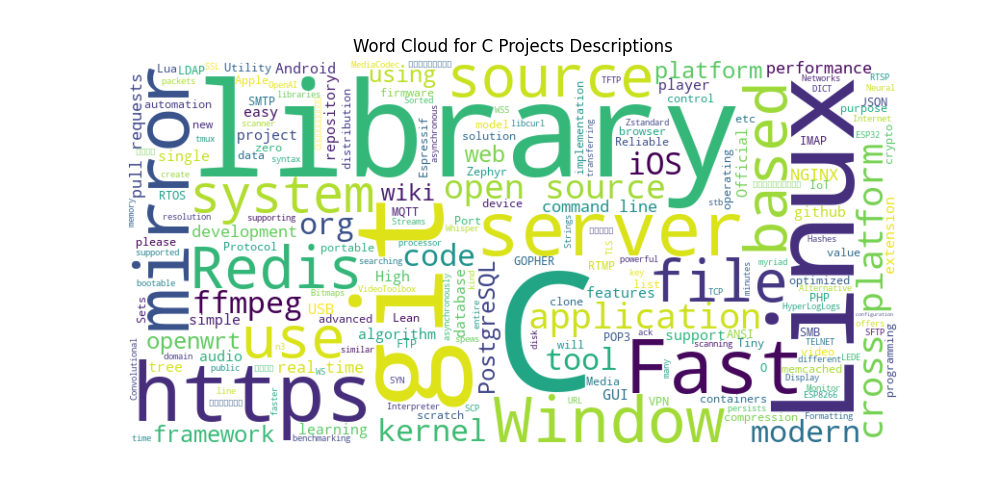 Word Cloud for C Projects Descriptions
Lua
LDAP
SSL
Utility
Android
MediaCodec
using
source
platform
performance
TFTP
Apple
OpenAI
firmware
player
Networks
RTSP
packets
libraries
Sorted
WSS
Zstandard
control
DICT
Neural
requests
automation
SMTP
easy
repository
distribution
Espressif
asynchronous
model
libcurl
implementation
transferring
browser
etc
purpose
JSON
mirror
library
new
scanner
project
solution
Reliable
Official
based
Linux
Internet
tmux
zero
web
IMAP
ESP32
crypto
pull
single
data
syntax
Zephyr
iOS
operating
NGINX
IoT
create
RTOS
system
wiki
open source
device
command line
stb
github
cross platform
extension
memory
resolution
supporting
org
MQTT
Streams
Whisper
Port
server
Strings
Hashes
please
development
Protocol
portable
code
GOPHER
TLS
powerful
myriad
value
supported
Redis
processor
searching
High
RTMP
key
list
file
TCP
minutes
optimized
Alternative
bootable
Sets
ffmpeg
Bitmaps
VideoToolbox
git
asynchronously
database
kind
PostgreSQL
C
features
clone
HyperLogLogs
PHP
offers
configuration
USB
simple
advanced
Lean
entire
application
ANSI
SMB
SFTP
openwrt
use
algorithm
FTP
spews
disk
will
POP3
ack
support
Tiny
TELNET
LEDE
video
different
programming
Convolutional
domain
n3
similar
tool
scanning
Fast
O
memcached
tree
audio
public
real time
WS
SYN
Media
many
Display
Monitor
https
GUI
VPN
containers
ESP8266
line
faster
Interpreter
SCP
URL
persists
compression
Formatting
scratch
Window
modern
time
framework
learning
benchmarking
kernel